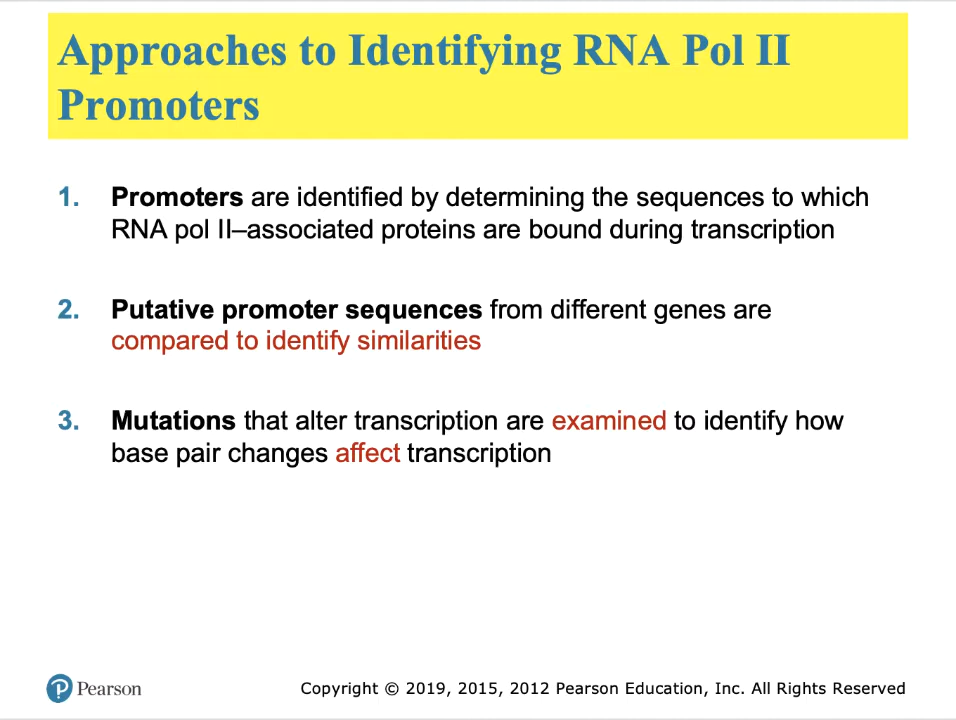 Approaches to Identifying RNA Pol II
Promoters
1. Promoters are identified by determining the sequences to which
RNA pol II–associated proteins are bound during transcription
2. Putative promoter sequences from different genes are
compared to identify similarities
3. Mutations that alter transcription are examined to identify how
base pair changes affect transcription
Pearson
Copyright © 2019, 2015, 2012 Pearson Education, Inc. All Rights Reserved